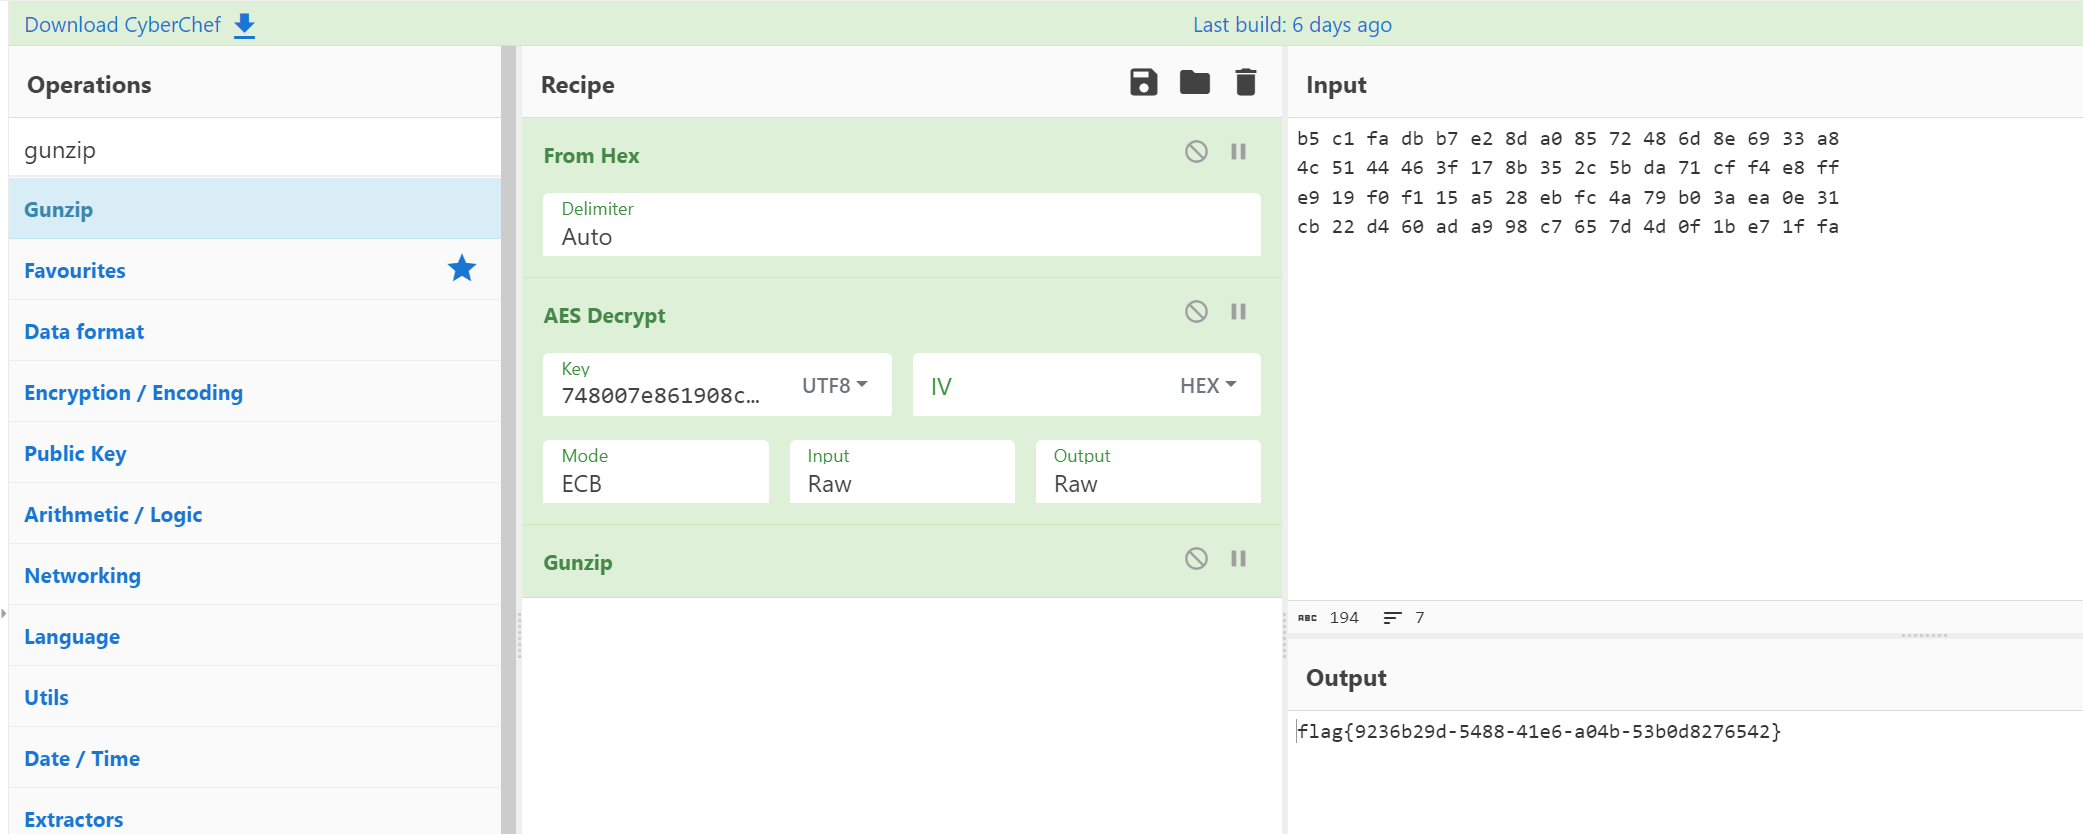 Download CyberChef
Last build: 6 days ago
Operations
gunzip
Gunzip
Favourites
Data format
Encryption / Encoding
Public Key
Arithmetic / Logic
Networking
Language
Utils
Date / Time
Extractors
Recipe
From Hex
Delimiter
Auto
AES Decrypt
Key
748007e861908c…
UTF8
IV
HEX
Mode
ECB
Input
Raw
Output
Raw
Gunzip
Input
b5 c1 fa db b7 e2 8d a0 85 72 48 6d 8e 69 33 a8
4c 51 44 46 3f 17 8b 35 2c 5b da 71 cf f4 e8 ff
e9 19 f0 f1 15 a5 28 eb fc 4a 79 b0 3a ea 0e 31
cb 22 d4 60 ad a9 98 c7 65 7d 4d 0f 1b e7 1f fa
ABC 194 7
Output
flag{9236b29d-5488-41e6-a04b-53b0d8276542}